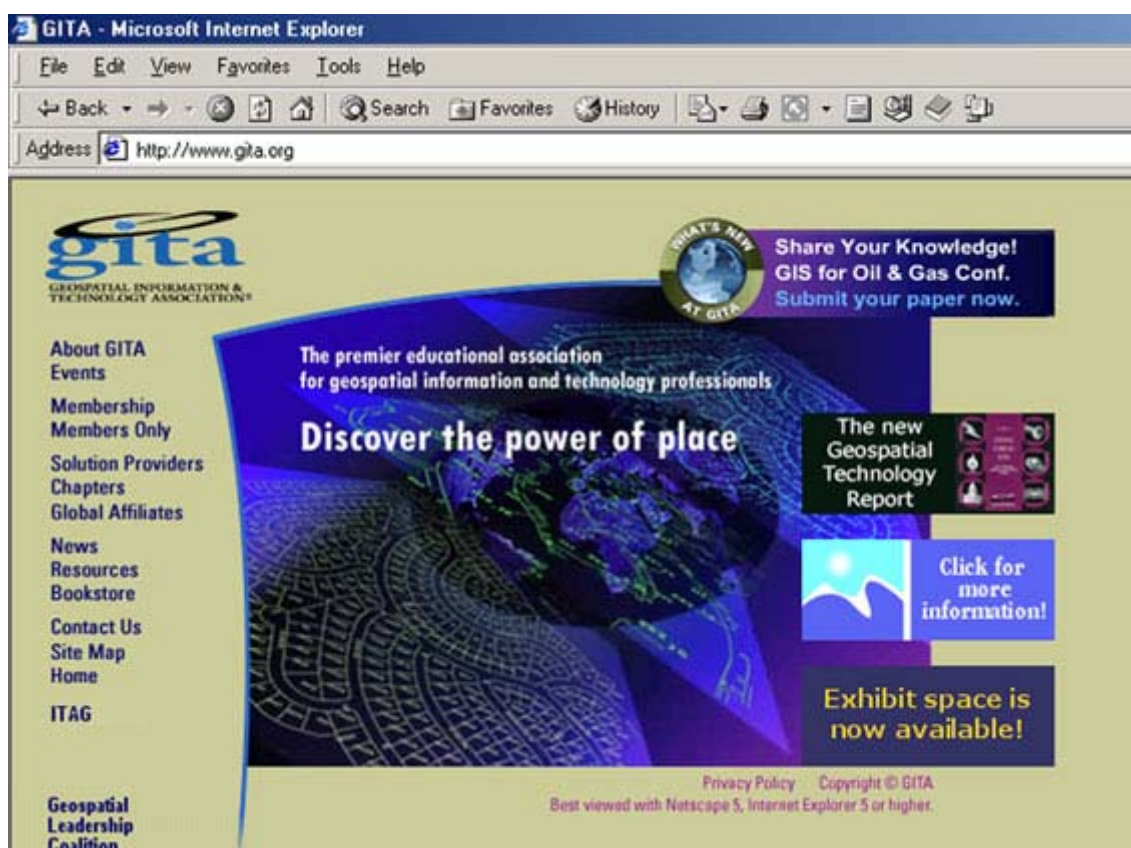 GITA - Microsoft Internet Explorer
File Edit View Favorites Tools Help
Back Search Favorites History
Address http://www.gita.org
gita
GEOSPATIAL INFORMATION &
TECHNOLOGY ASSOCIATION®
WHAT'S NEW
AT GITA
Share Your Knowledge!
GIS for Oil & Gas Conf.
Submit your paper now.
About GITA
Events
Membership
Members Only
Solution Providers
Chapters
Global Affiliates
News
Resources
Bookstore
Contact Us
Site Map
Home
ITAG
Geospatial
Leadership
Coalition
The premier educational association
for geospatial information and technology professionals
Discover the power of place
The new
Geospatial
Technology
Report
Click for
more
information!
Exhibit space is
now available!
Privacy Policy Copyright © GITA
Best viewed with Netscape 5, Internet Explorer 5 or higher.